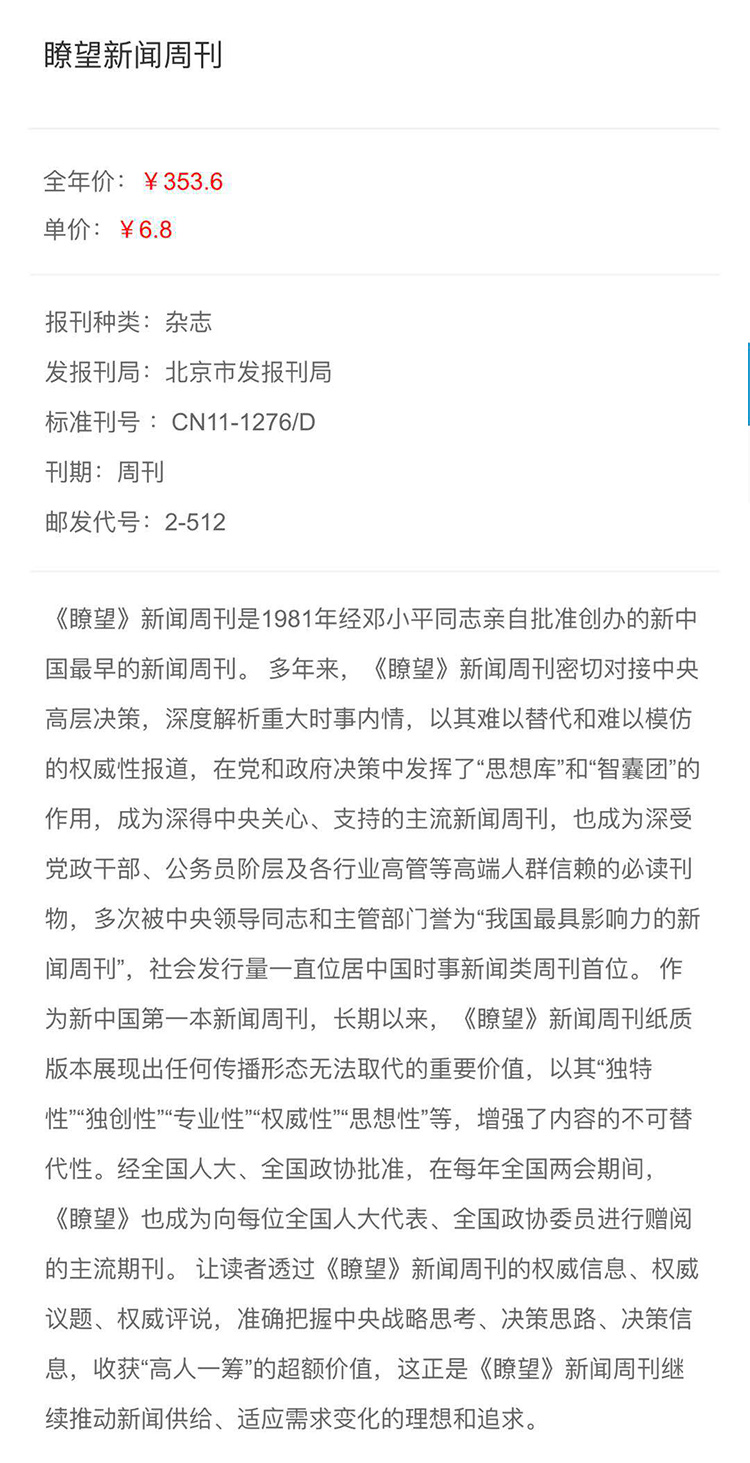 瞭望新闻周刊
全年价：￥353.6
单价：￥6.8
报刊种类：杂志
发报刊局：北京市发报刊局
标准刊号 ：CN11-1276/D
刊期：周刊
邮发代号：2-512
《瞭望》新闻周刊是1981年经邓小平同志亲自批准创办的新中
国最早的新闻周刊。 多年来，《瞭望》新闻周刊密切对接中央
高层决策，深度解析重大时事内情，以其难以替代和难以模仿
的权威性报道，在党和政府决策中发挥了“思想库”和“智囊团”的
作用，成为深得中央关心、支持的主流新闻周刊，也成为深受
党政干部、公务员阶层及各行业高管等高端人群信赖的必读刊
物，多次被中央领导同志和主管部门誉为“我国最具影响力的新
闻周刊”，社会发行量一直位居中国时事新闻类周刊首位。 作
为新中国第一本新闻周刊，长期以来，《瞭望》新闻周刊纸质
版本展现出任何传播形态无法取代的重要价值，以其“独特
性”“独创性”“专业性”“权威性”“思想性”等，增强了内容的不可替
代性。经全国人大、全国政协批准，在每年全国两会期间，
《瞭望》也成为向每位全国人大代表、全国政协委员进行赠阅
的主流期刊。 让读者透过《瞭望》新闻周刊的权威信息、权威
议题、权威评说，准确把握中央战略思考、决策思路、决策信
息，收获“高人一筹”的超额价值，这正是《瞭望》新闻周刊继
续推动新闻供给、适应需求变化的理想和追求。